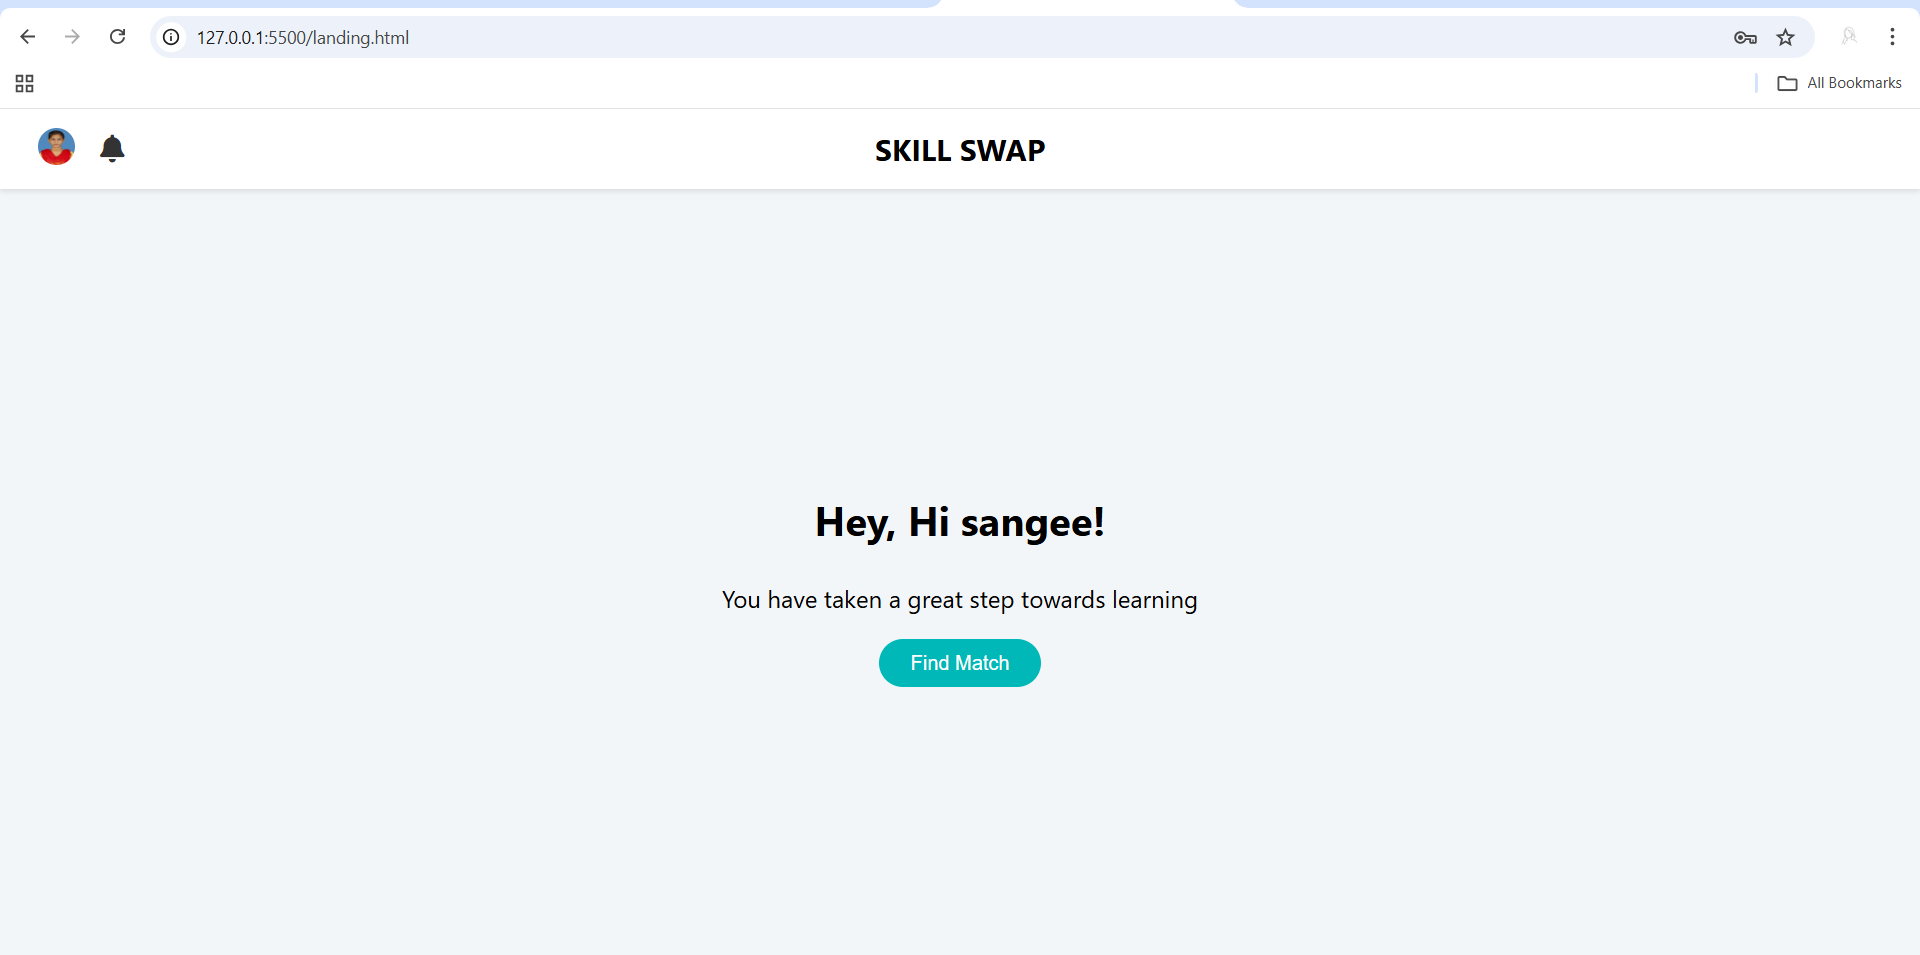 127.0.0.1:5500/landing.html
All Bookmarks
SKILL SWAP
Hey, Hi sangee!
You have taken a great step towards learning
Find Match